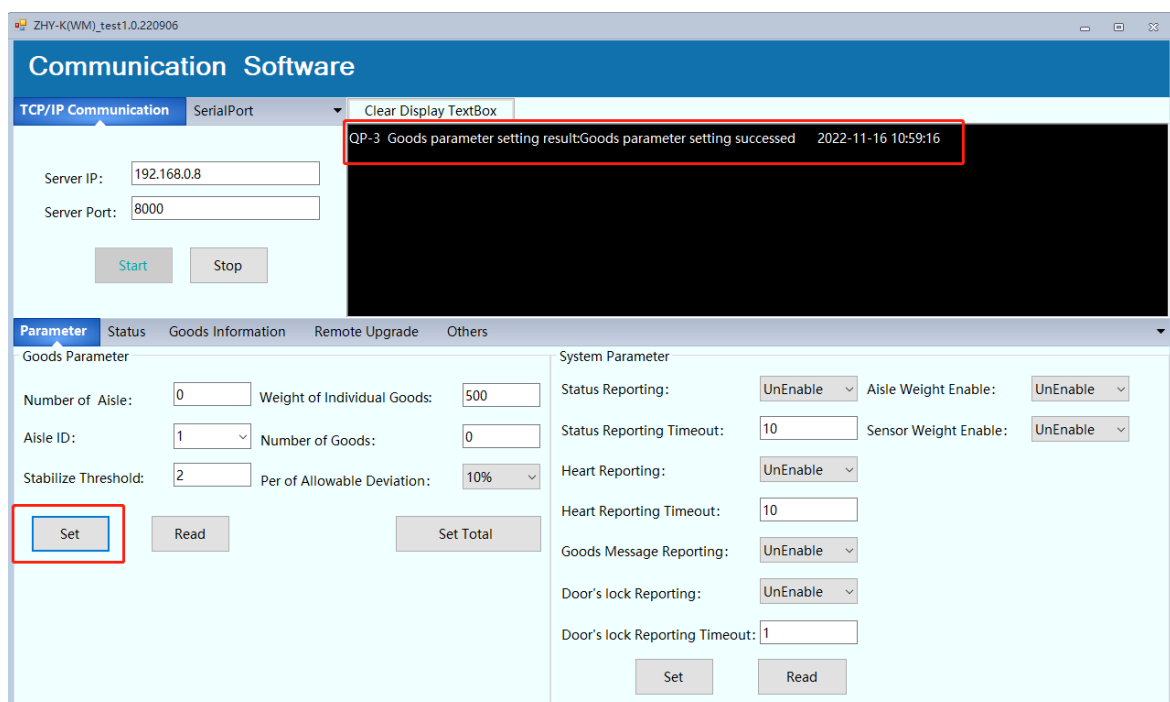 ZHY-K(WM)_test1.0.220906
Communication Software
TCP/IP Communication SerialPort Clear Display TextBox
QP-3 Goods parameter setting result:Goods parameter setting successed 2022-11-16 10:59:16
Server IP: 192.168.0.8
Server Port: 8000
Start Stop
Parameter Status Goods Information Remote Upgrade Others
Goods Parameter
Number of Aisle: 0 Weight of Individual Goods: 500
Aisle ID: 1 Number of Goods: 0
Stabilize Threshold: 2 Per of Allowable Deviation: 10%
Set Read Set Total
System Parameter
Status Reporting: UnEnable Aisle Weight Enable: UnEnable
Status Reporting Timeout: 10 Sensor Weight Enable: UnEnable
Heart Reporting: UnEnable
Heart Reporting Timeout: 10
Goods Message Reporting: UnEnable
Door's lock Reporting: UnEnable
Door's lock Reporting Timeout: 1
Set Read